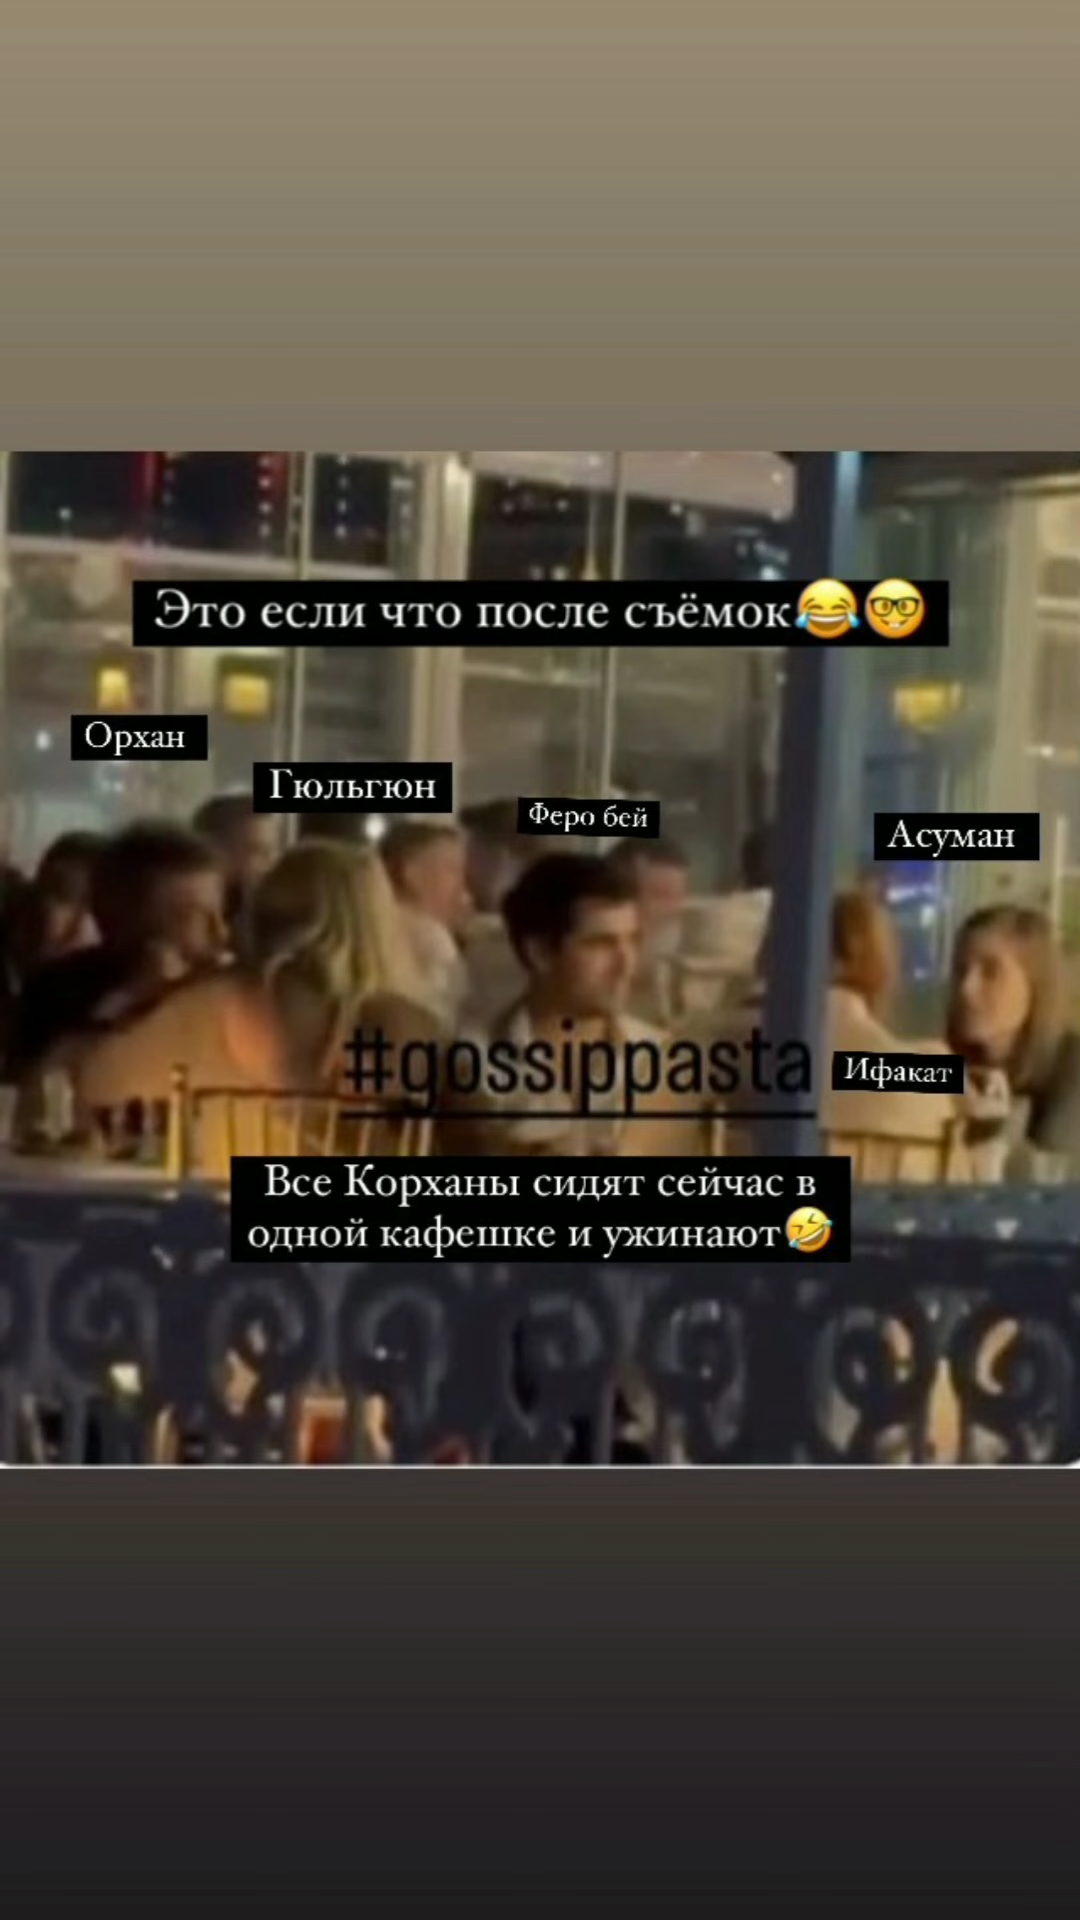 Это если что после съёмок😂🤓
Орхан
Гюльгюн
Феро бей
Асуман
#gossippasta
Ифакат
Все Корханы сидят сейчас в
одной кафешке и ужинают🤣